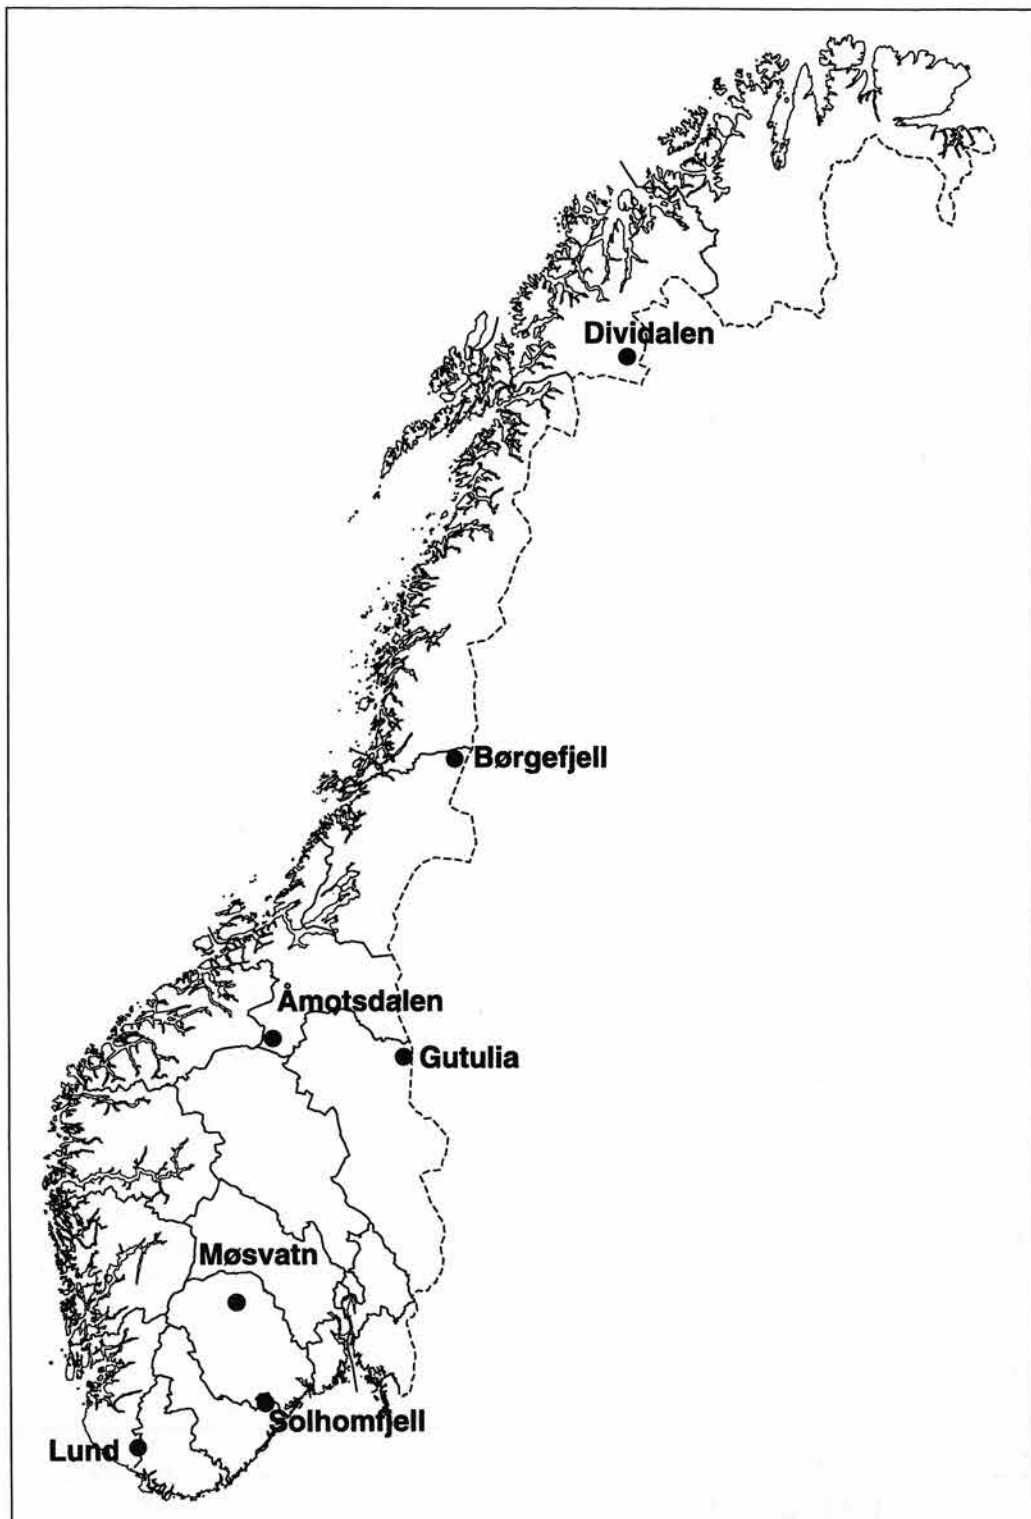 Dividalen
Børgefjell
Åmotsdalen
Gutulia
Møsvatn
Solhomfjell
Lund